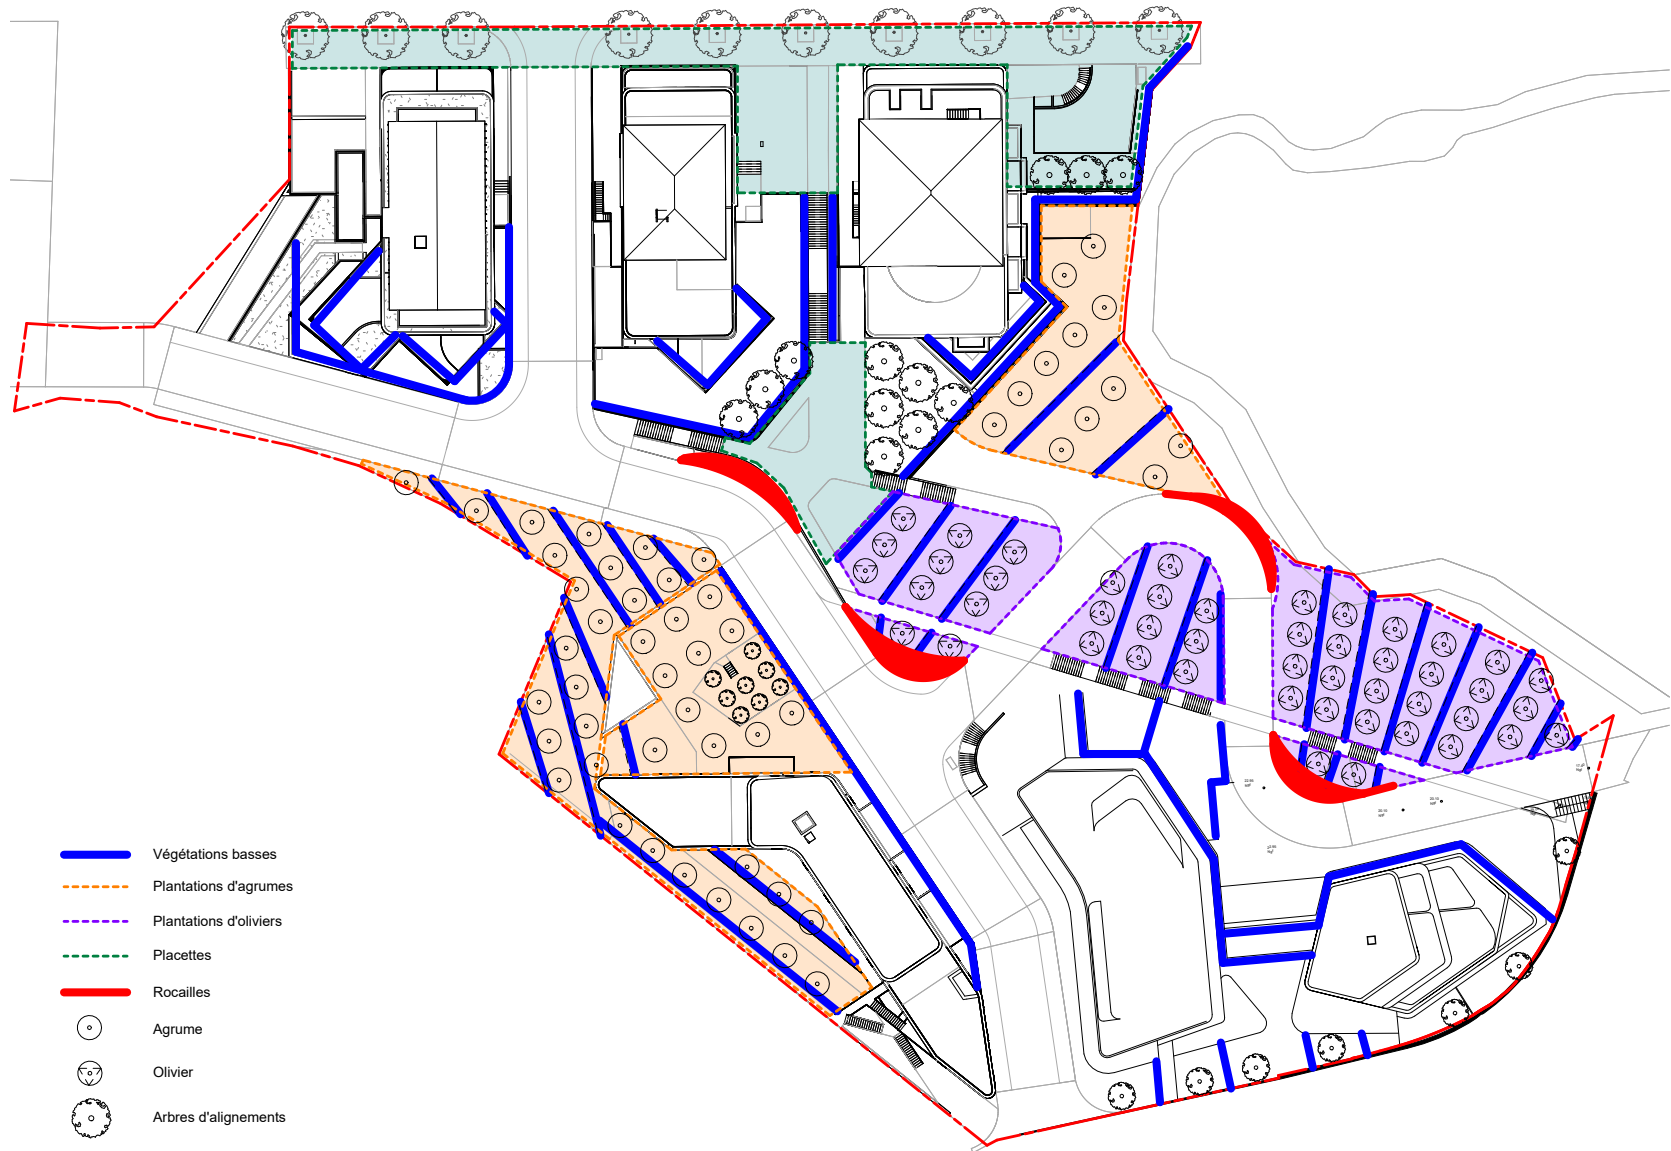 Végétations basses
Plantations d'agrumes
Plantations d'oliviers
Placettes
Rocailles
Agrume
Olivier
Arbres d'alignements